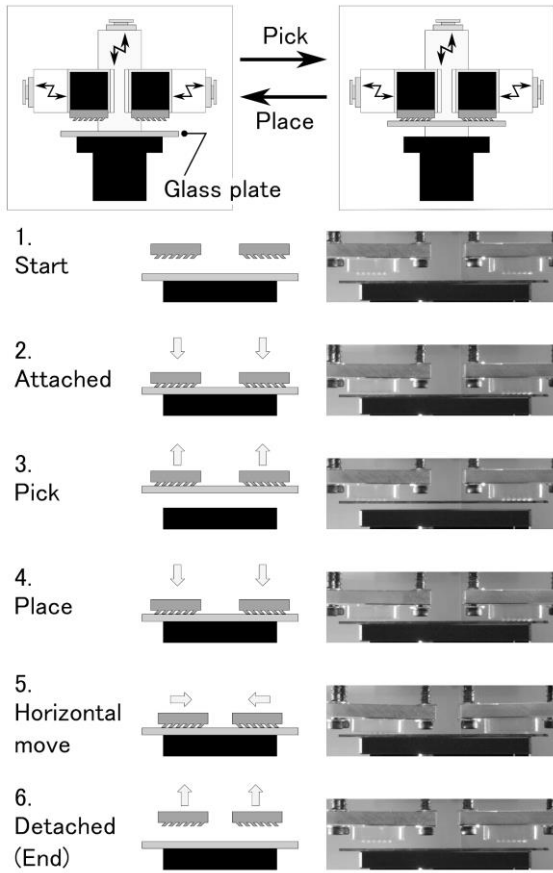 Pick
Place
Glass plate
1.
Start
2.
Attached
3.
Pick
4.
Place
5.
Horizontal
move
6.
Detached
(End)